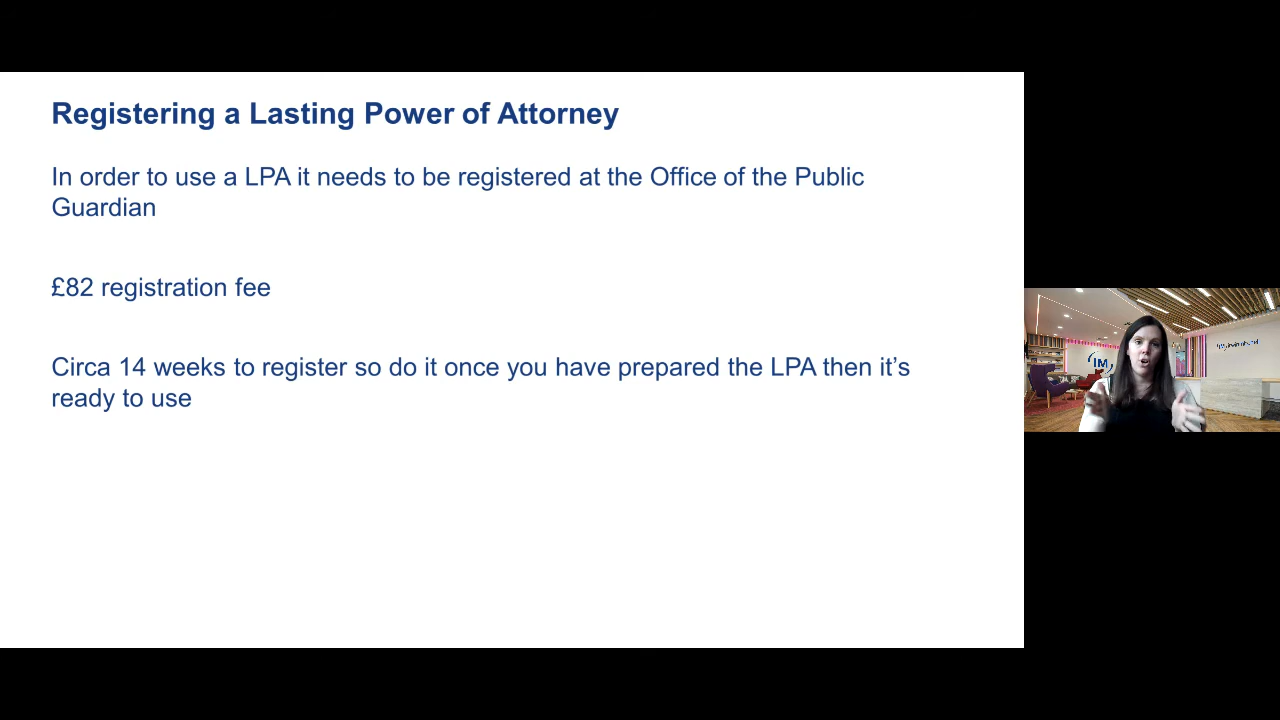 Registering a Lasting Power of Attorney
In order to use a LPA it needs to be registered at the Office of the Public
Guardian
£82 registration fee
Circa 14 weeks to register so do it once you have prepared the LPA then it’s
ready to use
IM